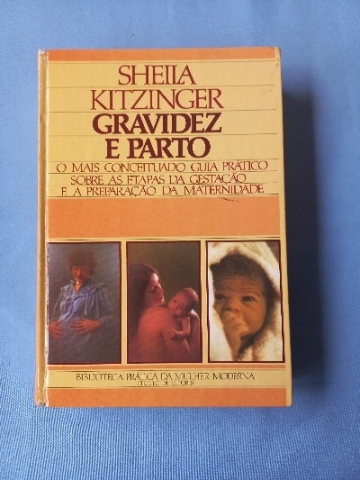 SHEILA
KITZINGER
GRAVIDEZ
E PARTO
O MAIS CONCEITUADO GUIA PRÁTICO
SOBRE AS ETAPAS DA GESTAÇÃO
E A PREPARAÇÃO DA MATERNIDADE
BIBLIOTECA PRÁTICA DA MULHER MODERNA